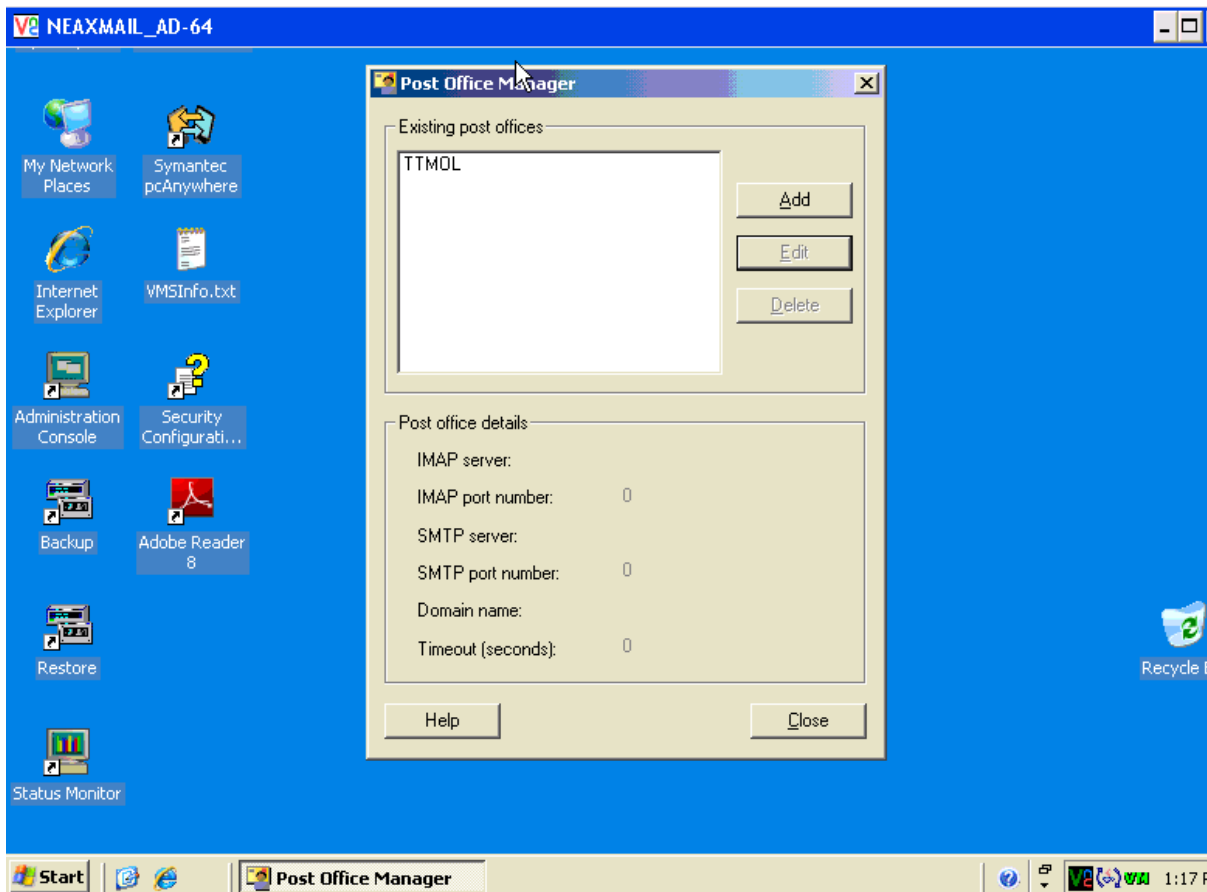 NEAXMAIL_AD-64
My Network
Places
Symantec
pcAnywhere
Internet
Explorer
VMSInfo.txt
Administration
Console
Security
Configurati...
Backup
Adobe Reader
8
Restore
Status Monitor
Post Office Manager
Existing post offices
TTMOL
Add
Edit
Delete
Post office details
IMAP server:
IMAP port number: 0
SMTP server:
SMTP port number: 0
Domain name:
Timeout (seconds): 0
Help
Close
Recycle
Start
Post Office Manager
1:17